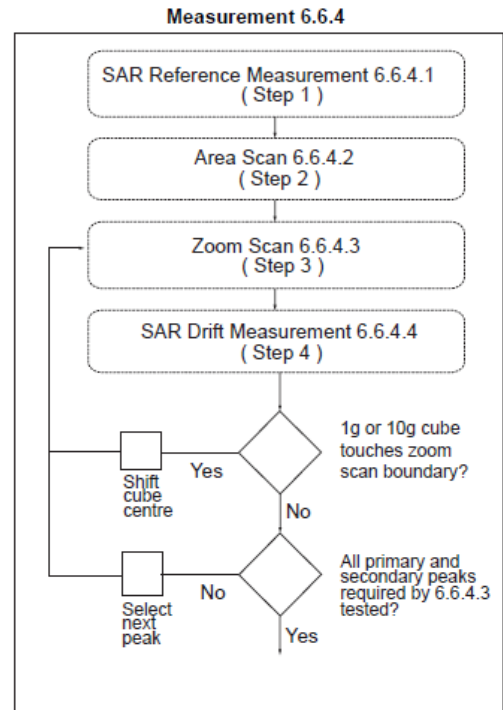 Measurement 6.6.4
SAR Reference Measurement 6.6.4.1
( Step 1 )
Area Scan 6.6.4.2
( Step 2 )
Zoom Scan 6.6.4.3
( Step 3 )
SAR Drift Measurement 6.6.4.4
( Step 4 )
1g or 10g cube
touches zoom
scan boundary?
Yes
Shift
cube
centre
No
All primary and
secondary peaks
required by 6.6.4.3
tested?
No
Select
next
peak
Yes